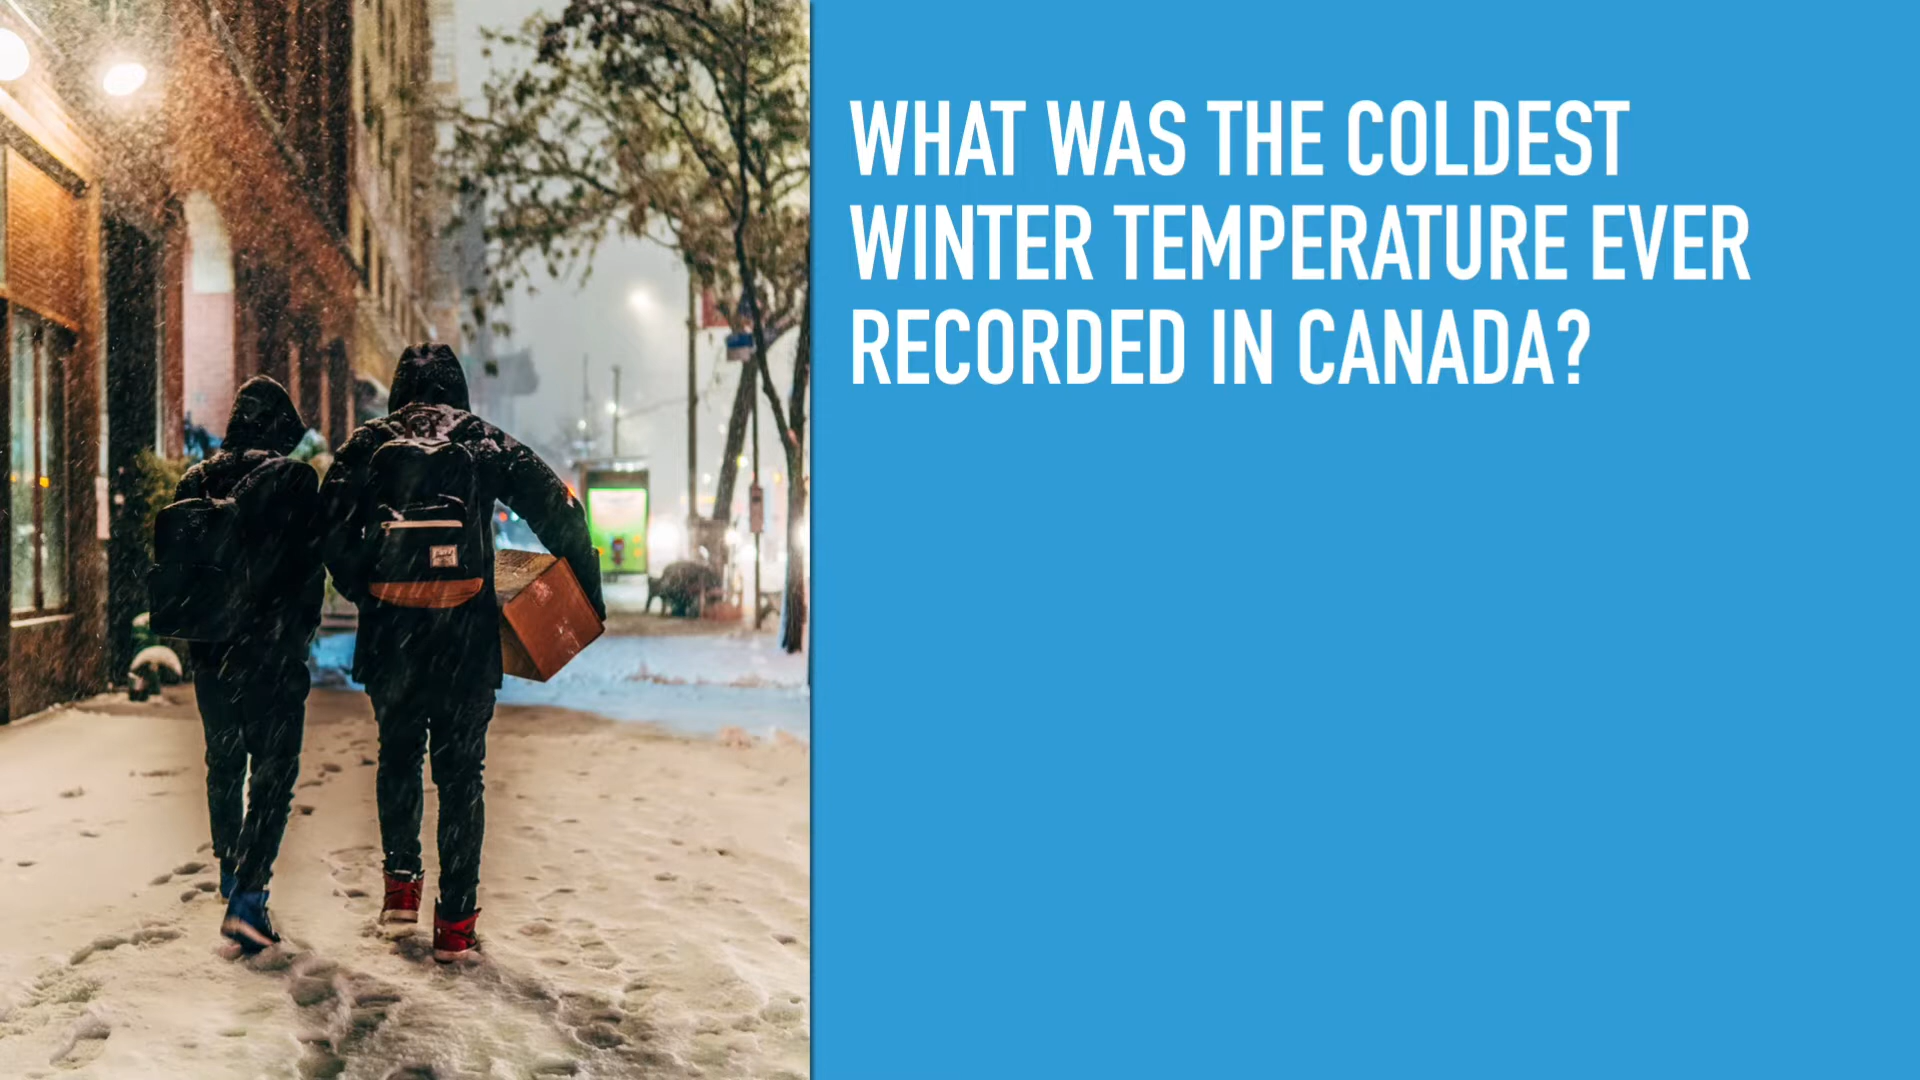 WHAT WAS THE COLDEST
WINTER TEMPERATURE EVER
RECORDED IN CANADA?